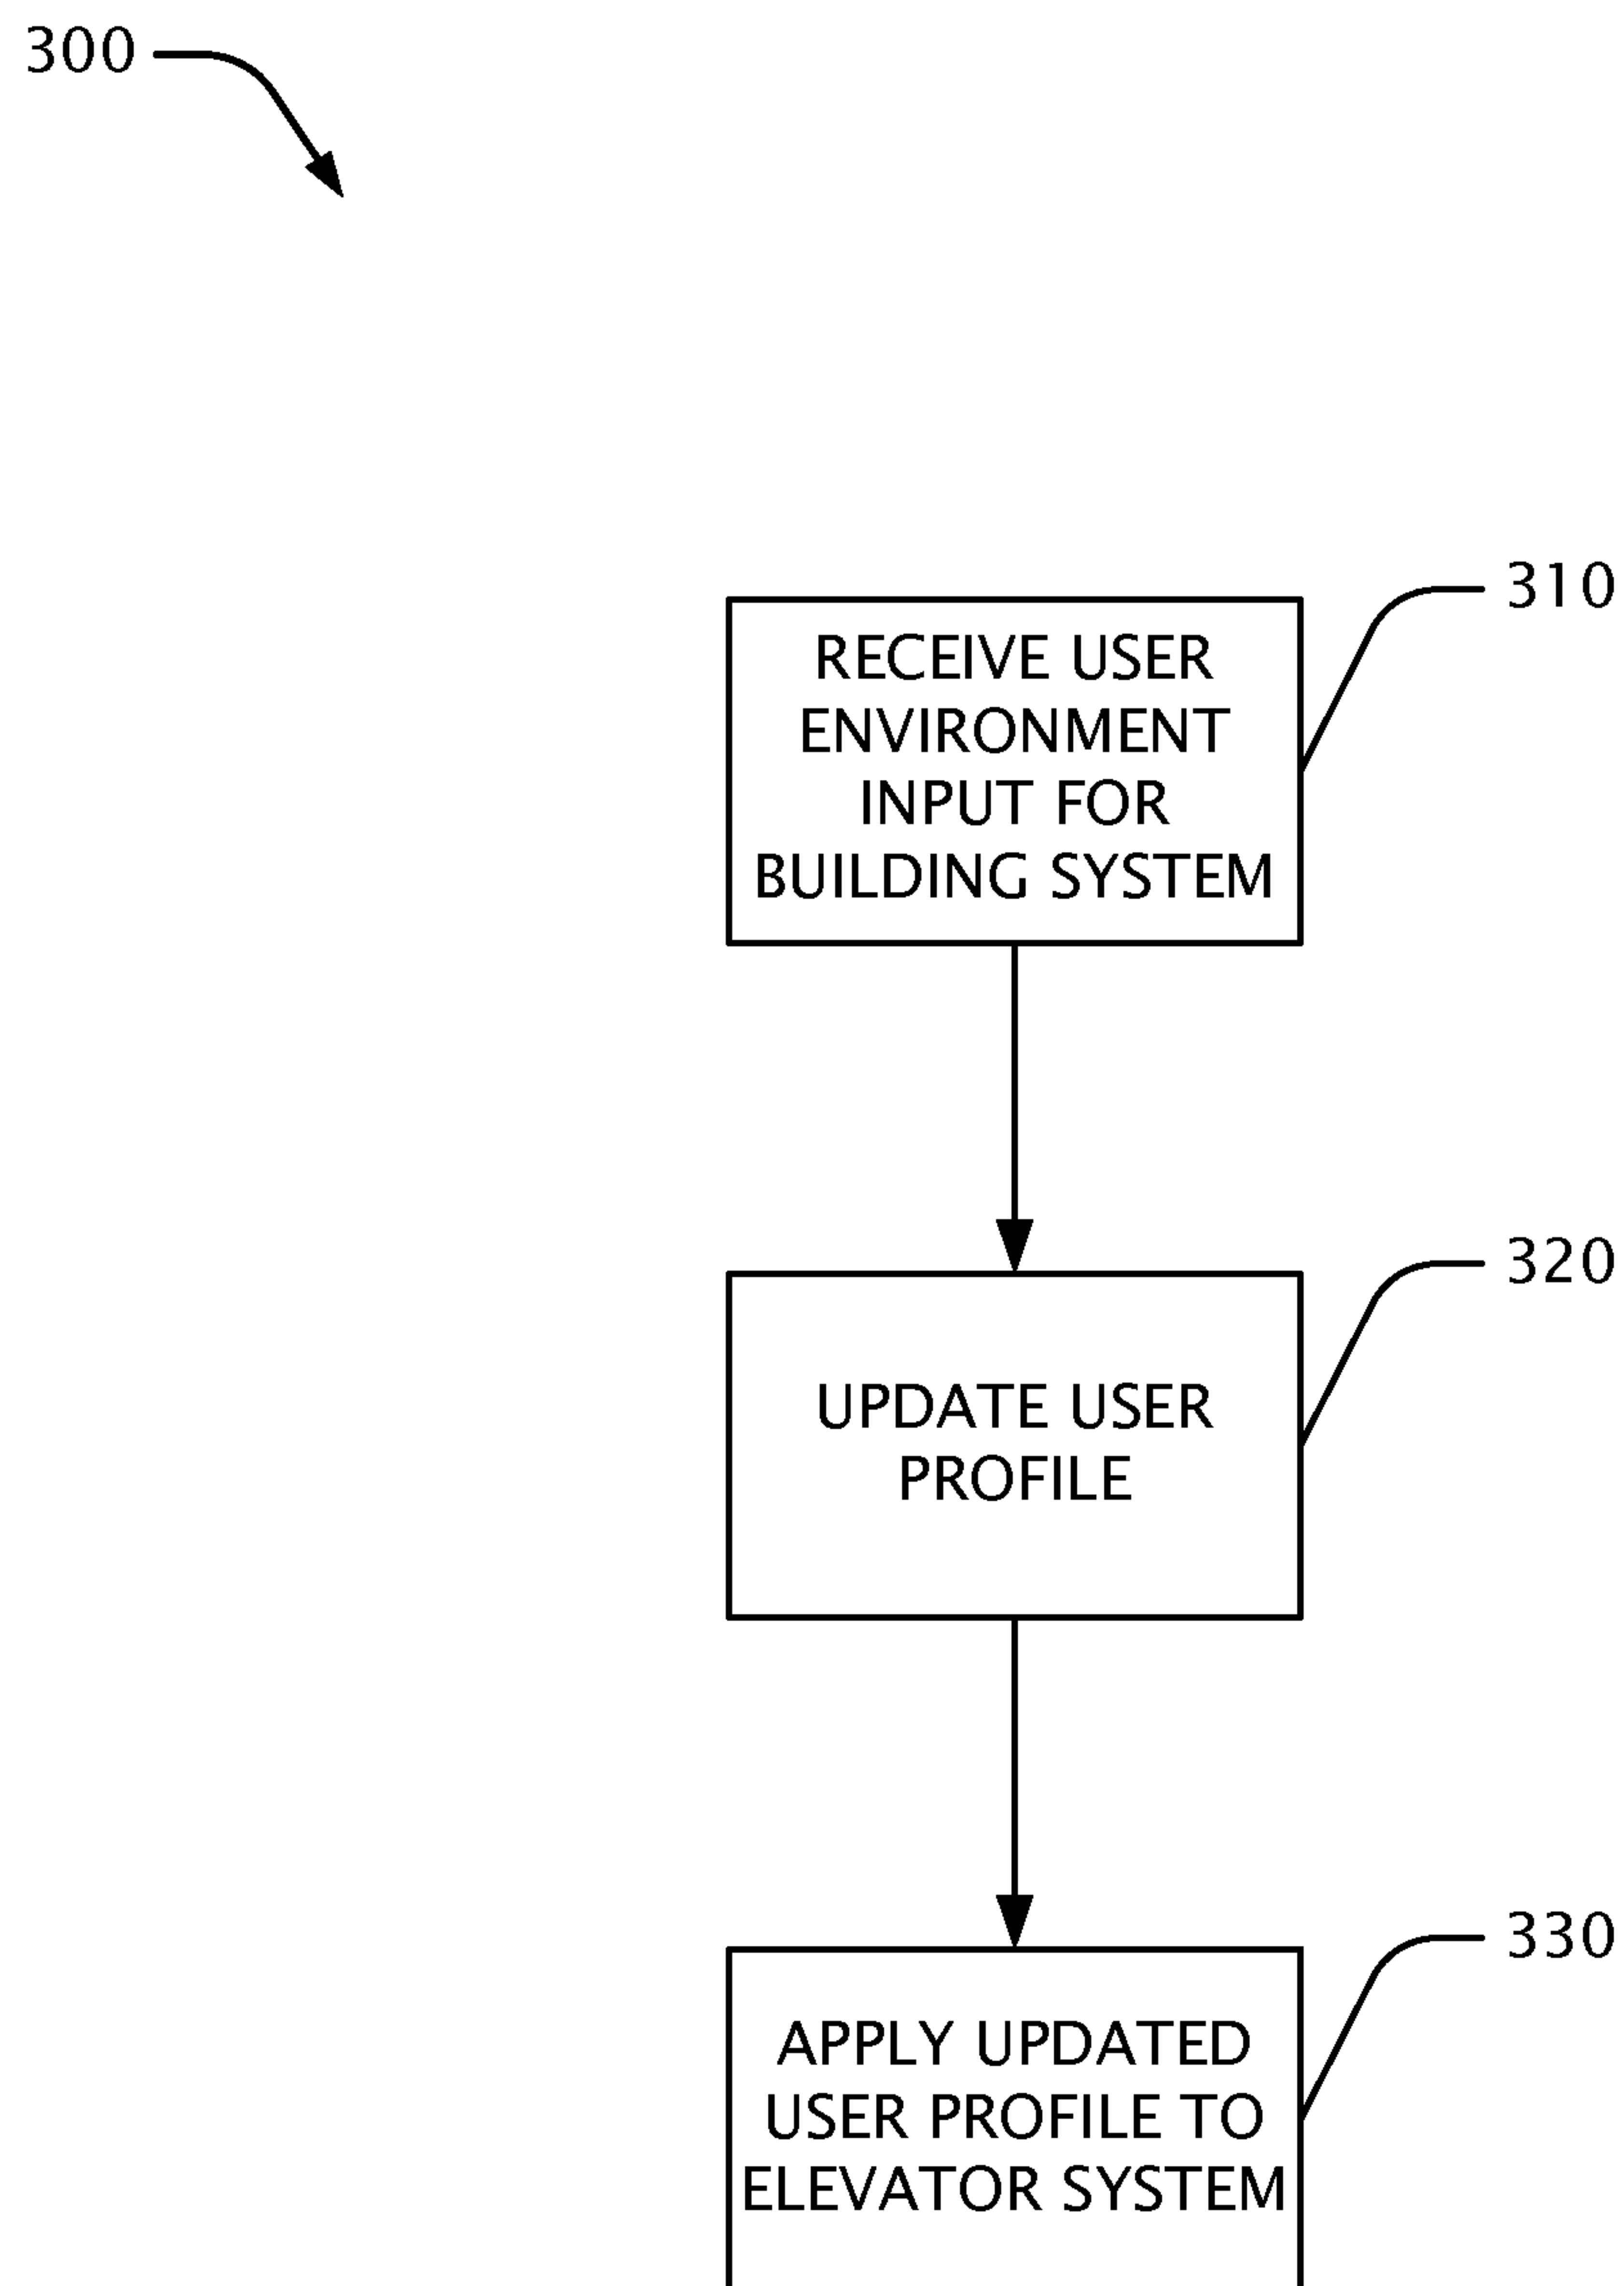 300
310
RECEIVE USER
ENVIRONMENT
INPUT FOR
BUILDING SYSTEM
320
UPDATE USER
PROFILE
330
APPLY UPDATED
USER PROFILE TO
ELEVATOR SYSTEM